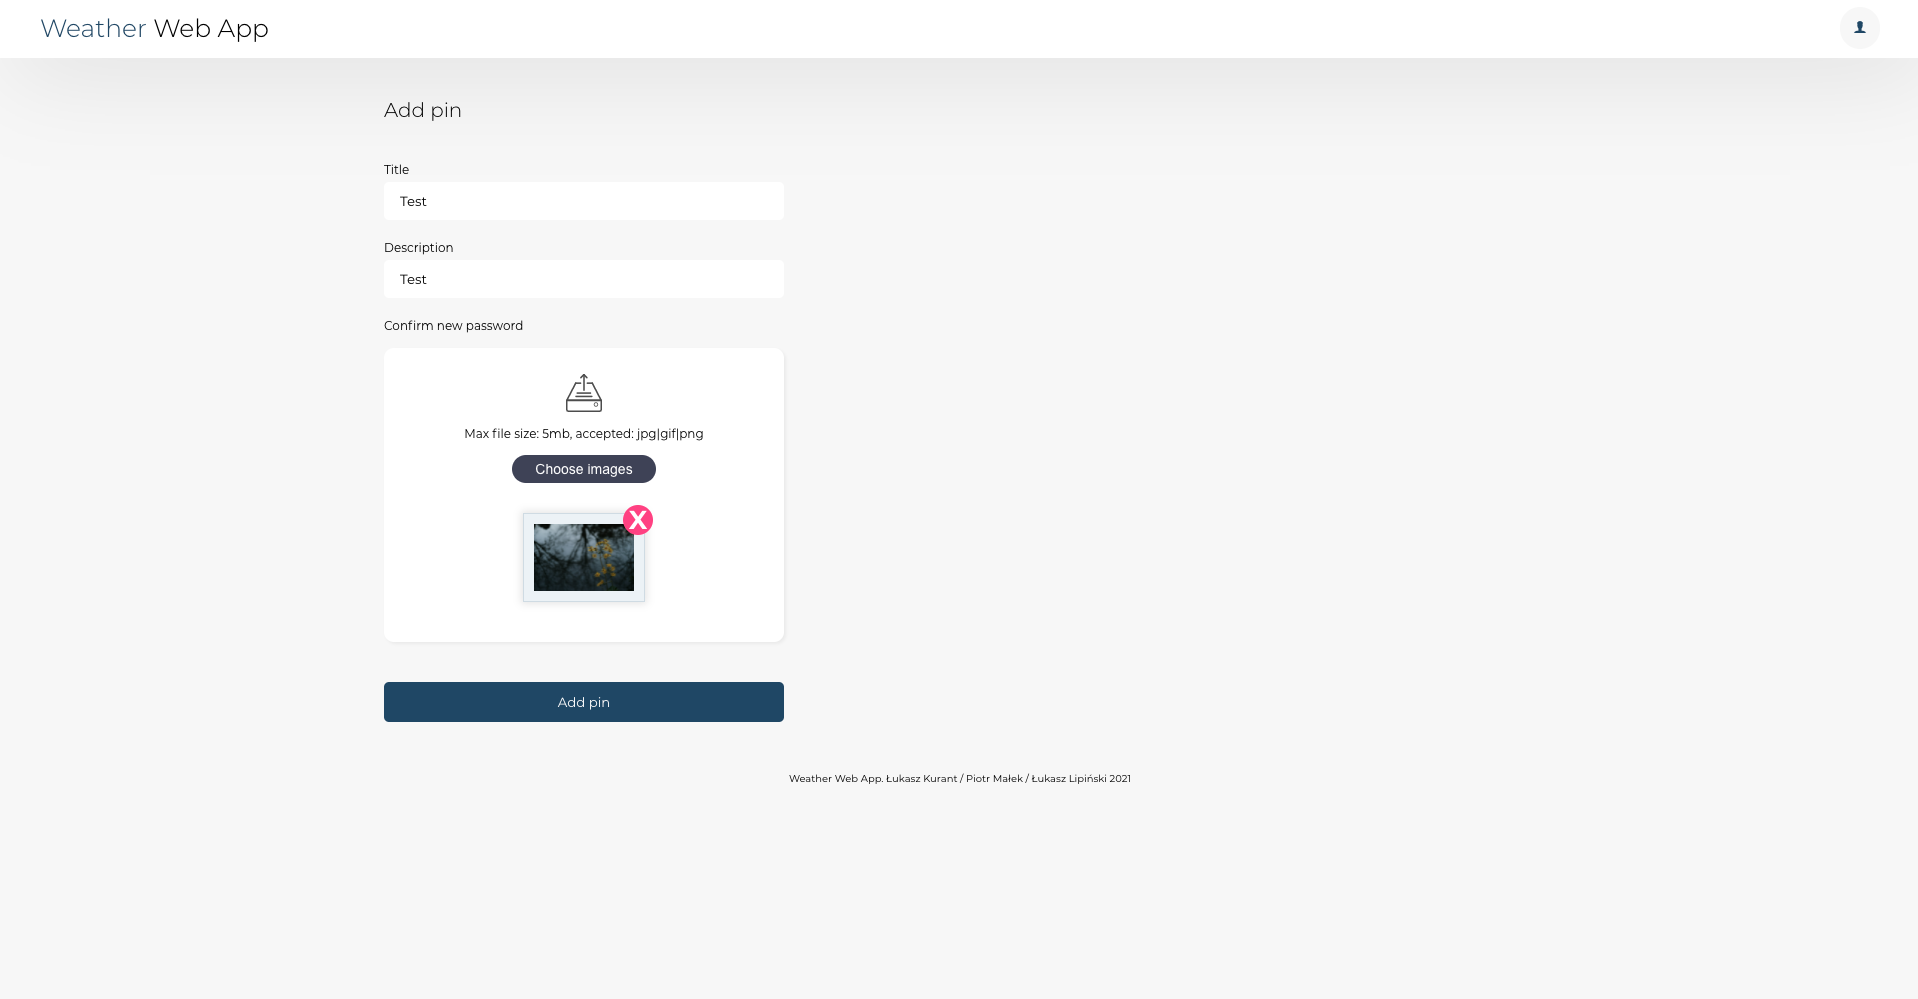 Weather Web App
Add pin
Title
Test
Description
Test
Confirm new password
Max file size: 5mb, accepted: jpg|gif|png
Choose images
X
Add pin
Weather Web App. Łukasz Kurant / Piotr Małek / Łukasz Lipiński 2021